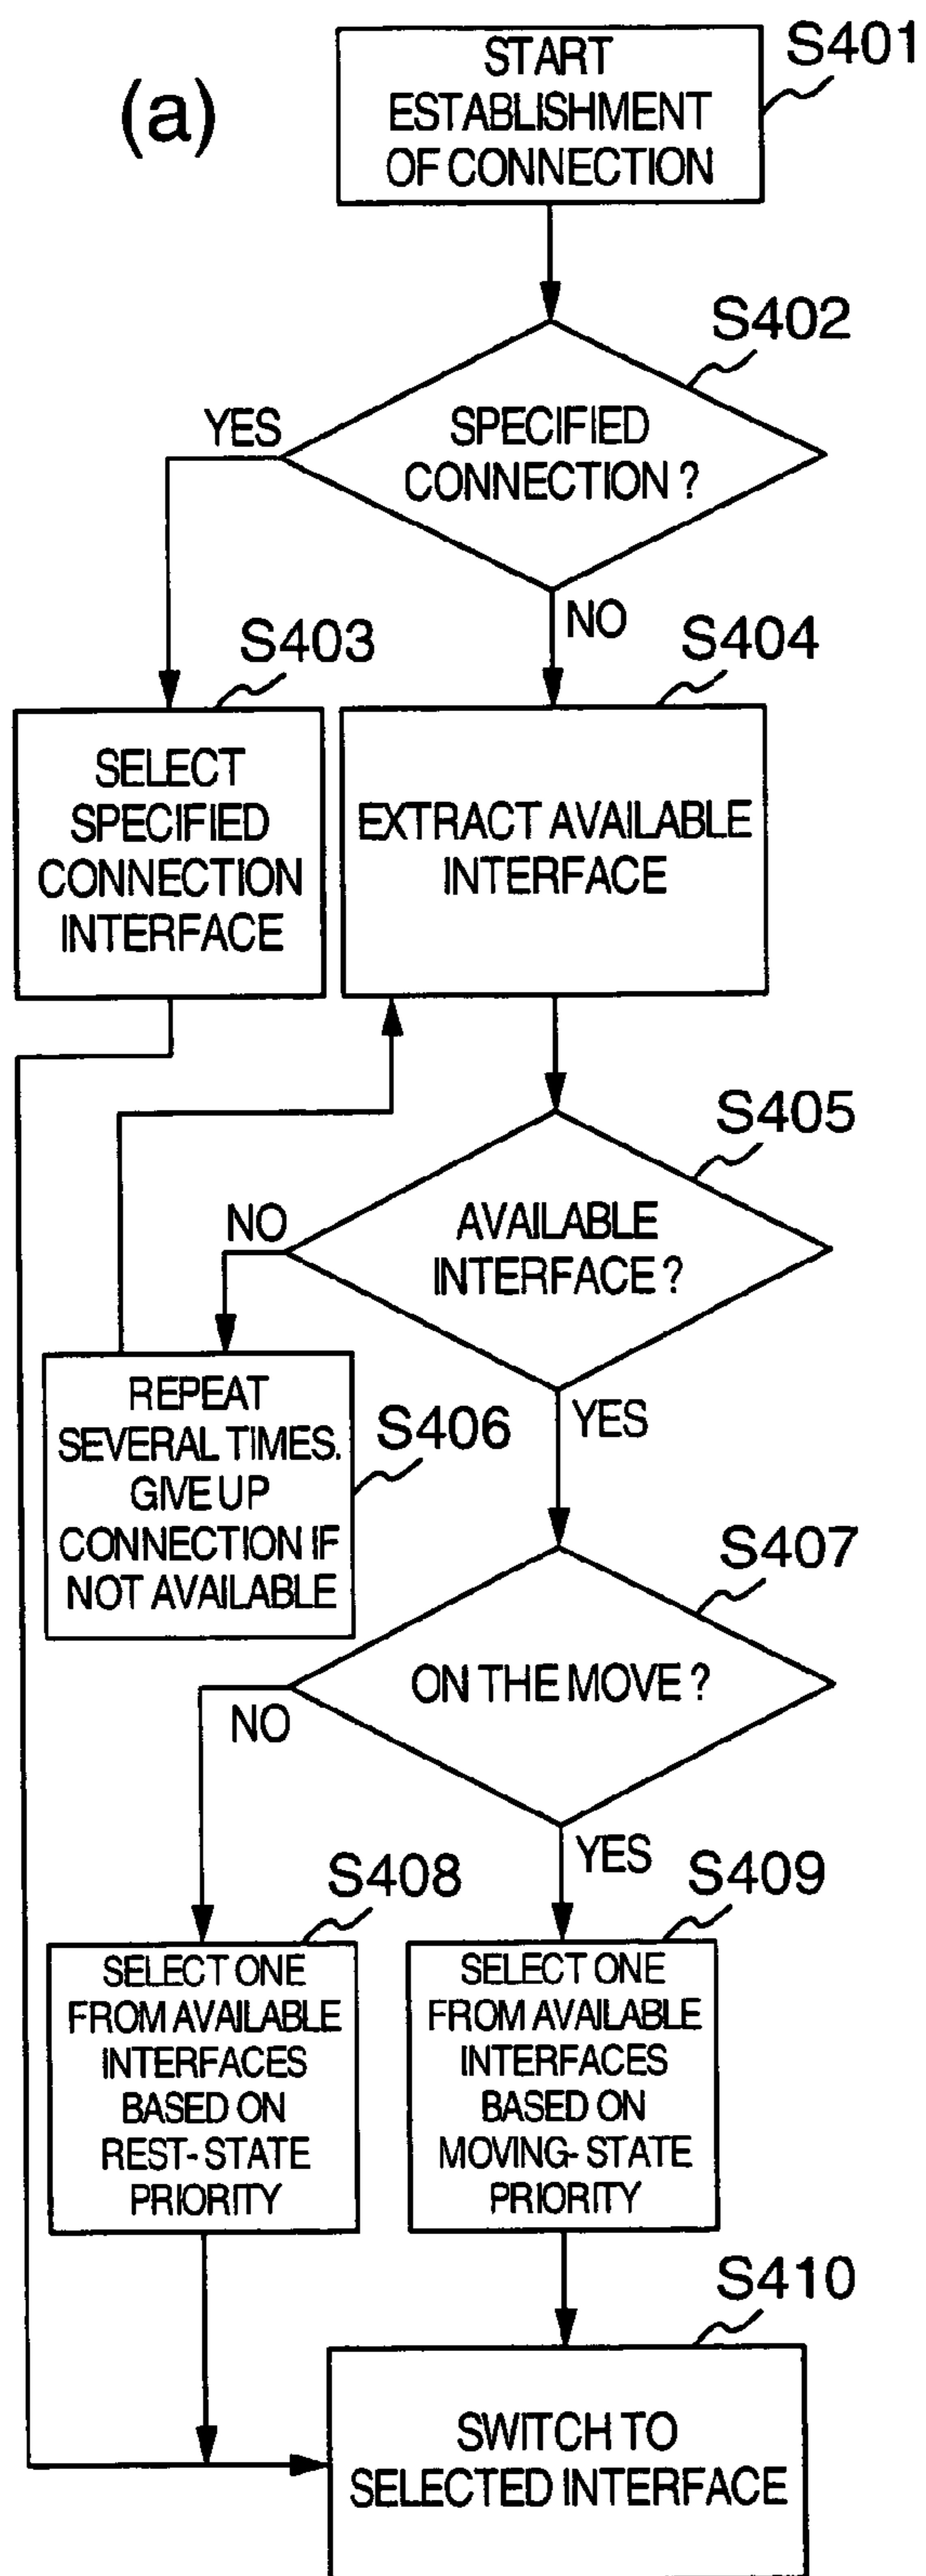 (a)
START
ESTABLISHMENT
OF CONNECTION
S401
S402
SPECIFIED
CONNECTION ?
YES
NO
S403
SELECT
SPECIFIED
CONNECTION
INTERFACE
S404
EXTRACT AVAILABLE
INTERFACE
S405
AVAILABLE
INTERFACE ?
NO
YES
REPEAT
SEVERAL TIMES.
GIVE UP
CONNECTION IF
NOT AVAILABLE
S406
S407
ON THE MOVE ?
NO
YES
S408
SELECT ONE
FROM AVAILABLE
INTERFACES
BASED ON
REST-STATE
PRIORITY
S409
SELECT ONE
FROM AVAILABLE
INTERFACES
BASED ON
MOVING-STATE
PRIORITY
S410
SWITCH TO
SELECTED INTERFACE